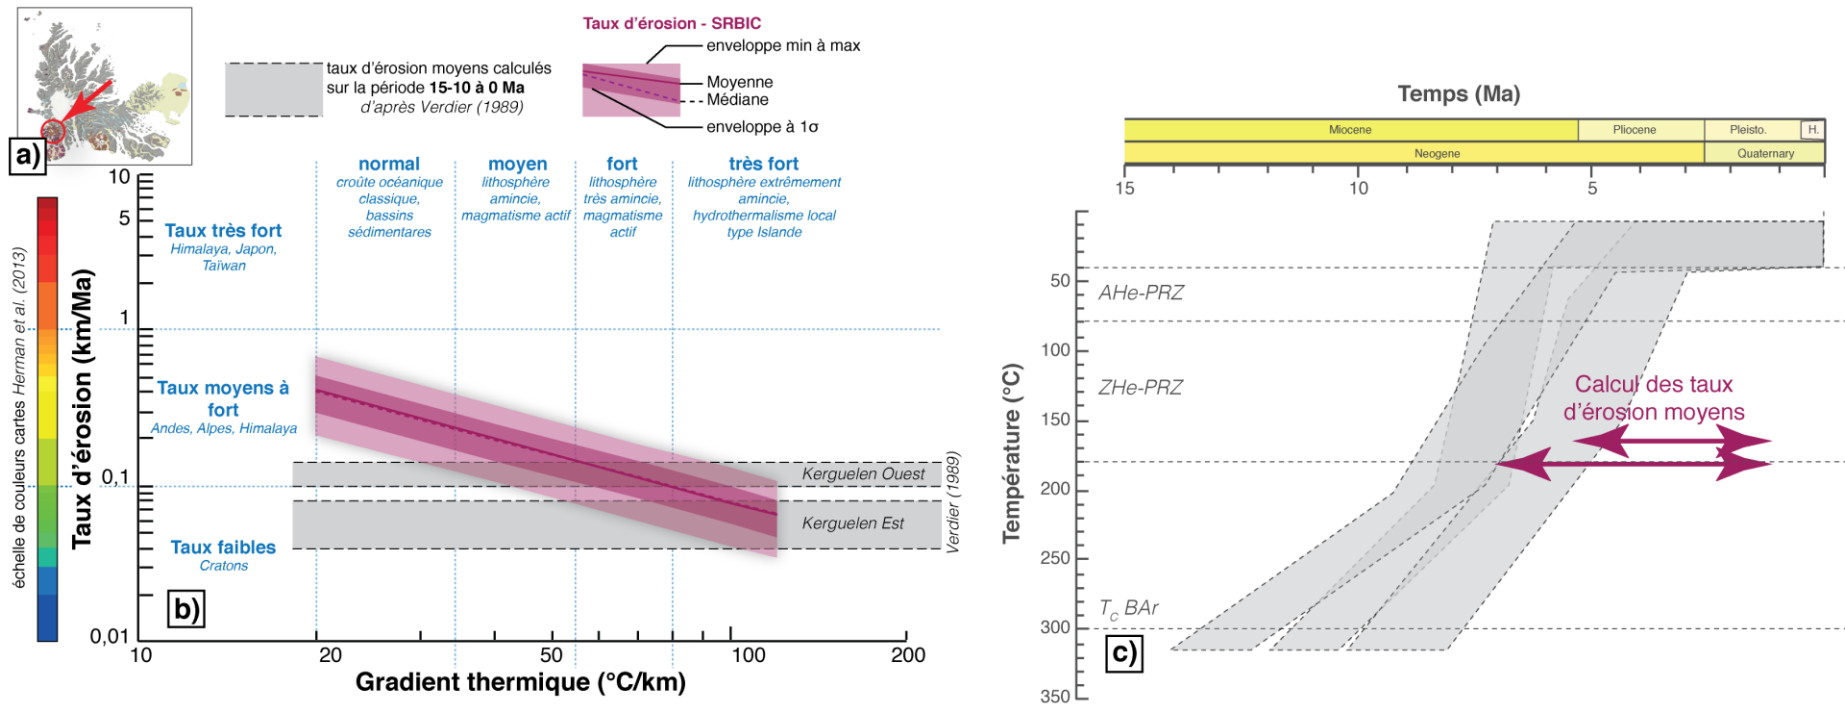 a)
taux d'érosion moyens calculés
sur la période 15-10 à 0 Ma
d'après Verdier (1989)
Taux d'érosion - SRBIC
enveloppe min à max
Moyenne
Médiane
enveloppe à 1σ
normal
croûte océanique
classique,
bassins
sédimentares
moyen
lithosphère
amincie,
magmatisme actif
fort
lithosphère
très amincie,
magmatisme
actif
très fort
lithosphère extrêmement
amincie,
hydrothermalisme local
type Islande
échelle de couleurs cartes Herman et al. (2013)
Taux d'érosion (km/Ma)
10
5
2
1
0,1
0,01
Taux très fort
Himalaya, Japon,
Taïwan
Taux moyens à
fort
Andes, Alpes, Himalaya
Taux faibles
Cratons
Kerguelen Ouest
Kerguelen Est
Verdier (1989)
b)
10
20
50
100
200
Gradient thermique (°C/km)
Temps (Ma)
Miocene
Pliocene
Pleisto.
H.
Neogene
Quaternary
15
10
5
Température (°C)
50
100
150
200
250
300
350
AHe-PRZ
ZHe-PRZ
Tc BAr
Calcul des taux
d'érosion moyens
c)